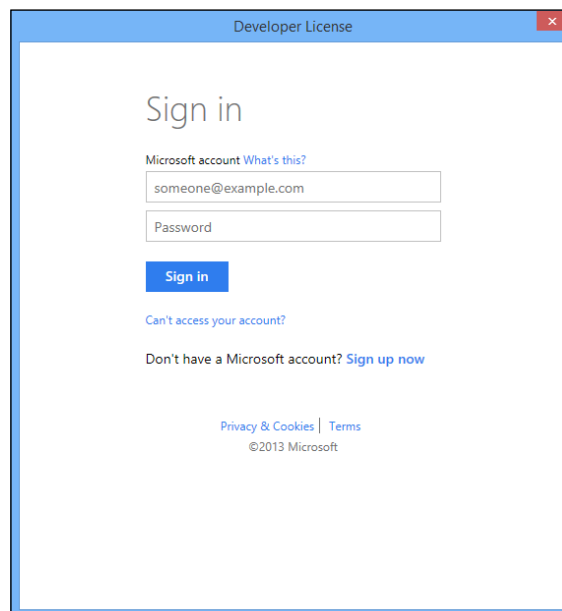 Developer License
Sign in
Microsoft account What's this?
someone@example.com
Password
Sign in
Can't access your account?
Don't have a Microsoft account? Sign up now
Privacy & Cookies | Terms
©2013 Microsoft